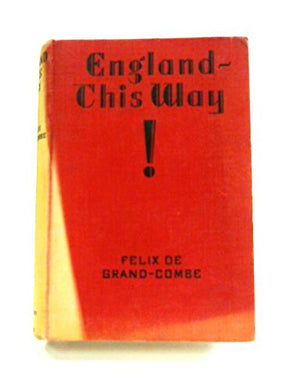 England-
This Way
!
FELIX DE
GRAND-COMBE